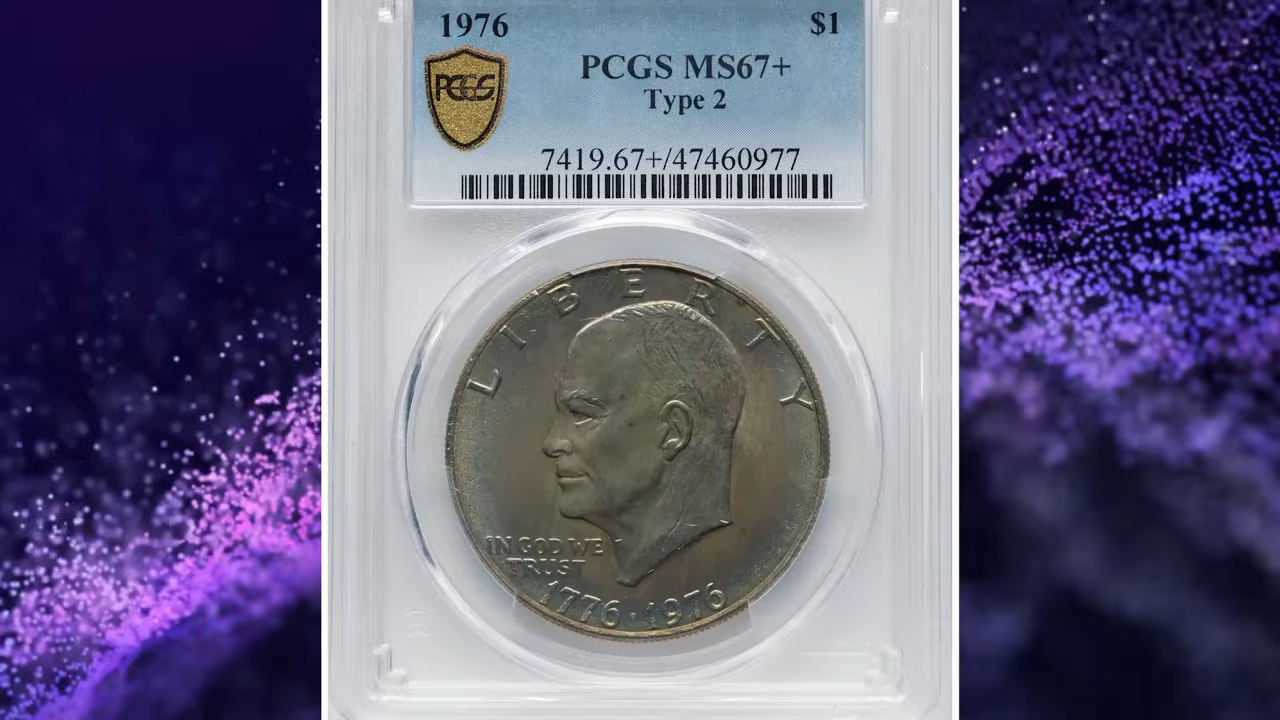 1976 $1
PCGS
PCGS MS67+
Type 2
7419.67+/47460977
LIBERTY
IN GOD WE
TRUST
1776·1976